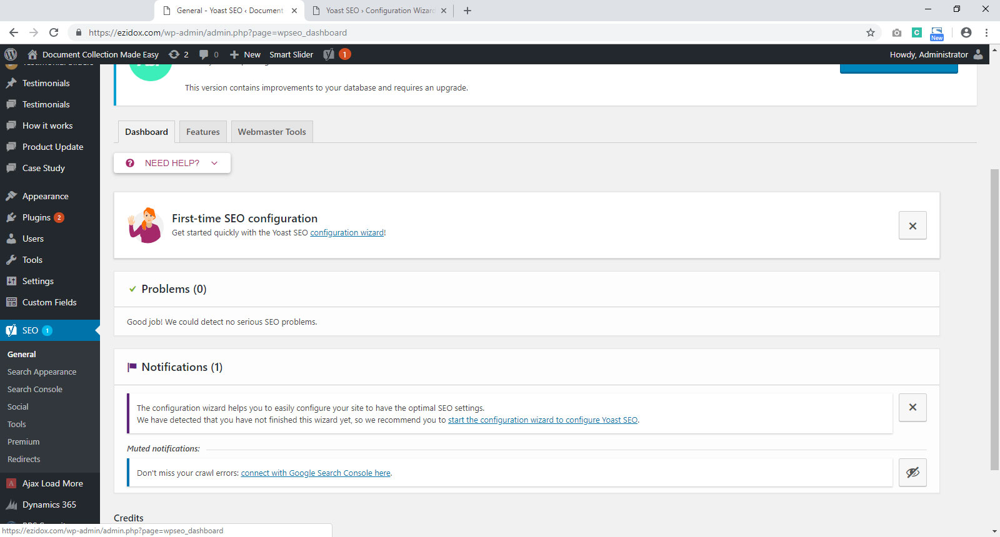 General - Yoast SEO ‹ Document
Yoast SEO › Configuration Wizard
https://ezidox.com/wp-admin/admin.php?page=wpseo_dashboard
New
Document Collection Made Easy 2 0 New Smart Slider 1
Howdy, Administrator
Testimonials
Testimonials
How it works
Product Update
Case Study
Appearance
Plugins 2
Users
Tools
Settings
Custom Fields
SEO 1
General
Search Appearance
Search Console
Social
Tools
Premium
Redirects
Ajax Load More
Dynamics 365
This version contains improvements to your database and requires an upgrade.
Dashboard
Features
Webmaster Tools
NEED HELP?
First-time SEO configuration
Get started quickly with the Yoast SEO configuration wizard!
Problems (0)
Good job! We could detect no serious SEO problems.
Notifications (1)
The configuration wizard helps you to easily configure your site to have the optimal SEO settings.
We have detected that you have not finished this wizard yet, so we recommend you to start the configuration wizard to configure Yoast SEO.
Muted notifications:
Don't miss your crawl errors: connect with Google Search Console here.
Credits
https://ezidox.com/wp-admin/admin.php?page=wpseo_dashboard